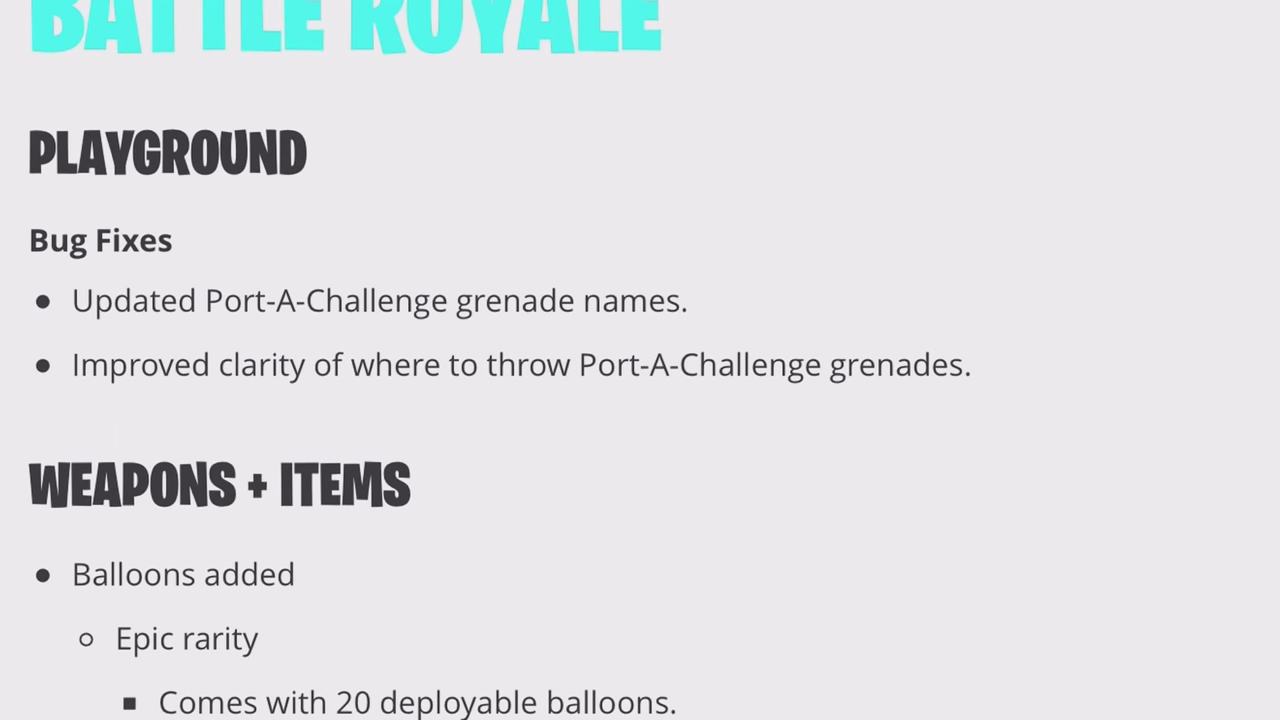 BATTLE ROYALE
PLAYGROUND
Bug Fixes
● Updated Port-A-Challenge grenade names.
● Improved clarity of where to throw Port-A-Challenge grenades.
WEAPONS + ITEMS
● Balloons added
○ Epic rarity
■ Comes with 20 deployable balloons.